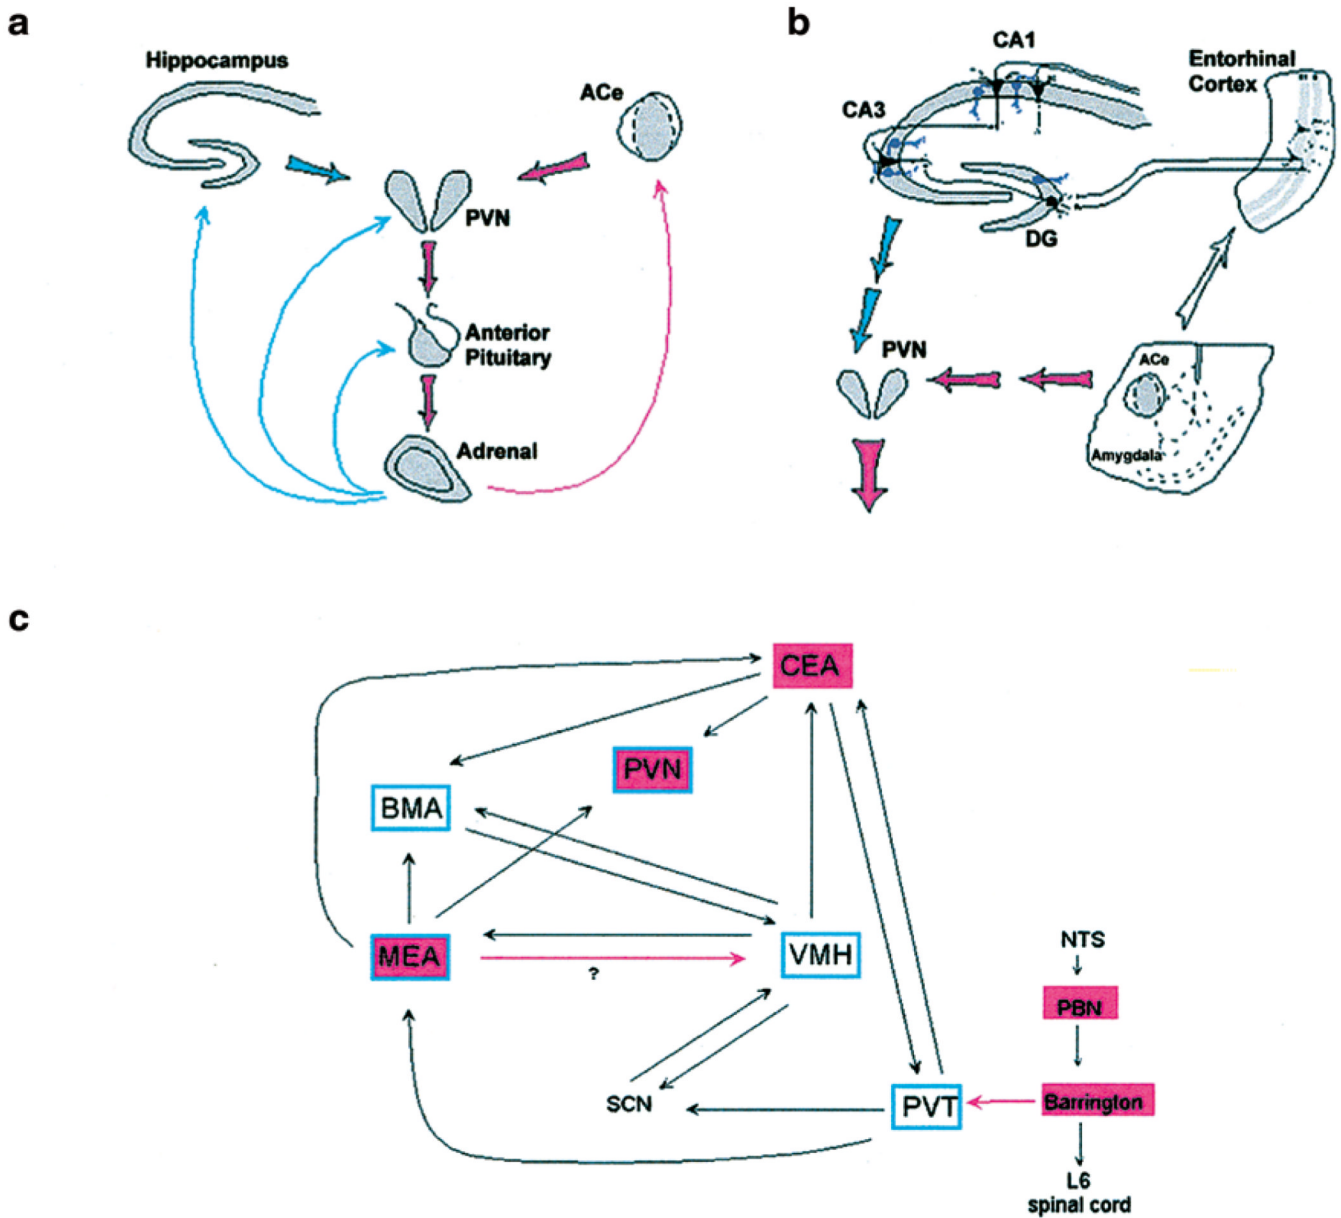 a
Hippocampus
ACe
PVN
Anterior
Pituitary
Adrenal
b
CA1
Entorhinal
Cortex
CA3
DG
PVN
ACe
Amygdala
c
CEA
PVN
BMA
MEA
?
VMH
NTS
PBN
SCN
PVT
Barrington
L6
spinal cord